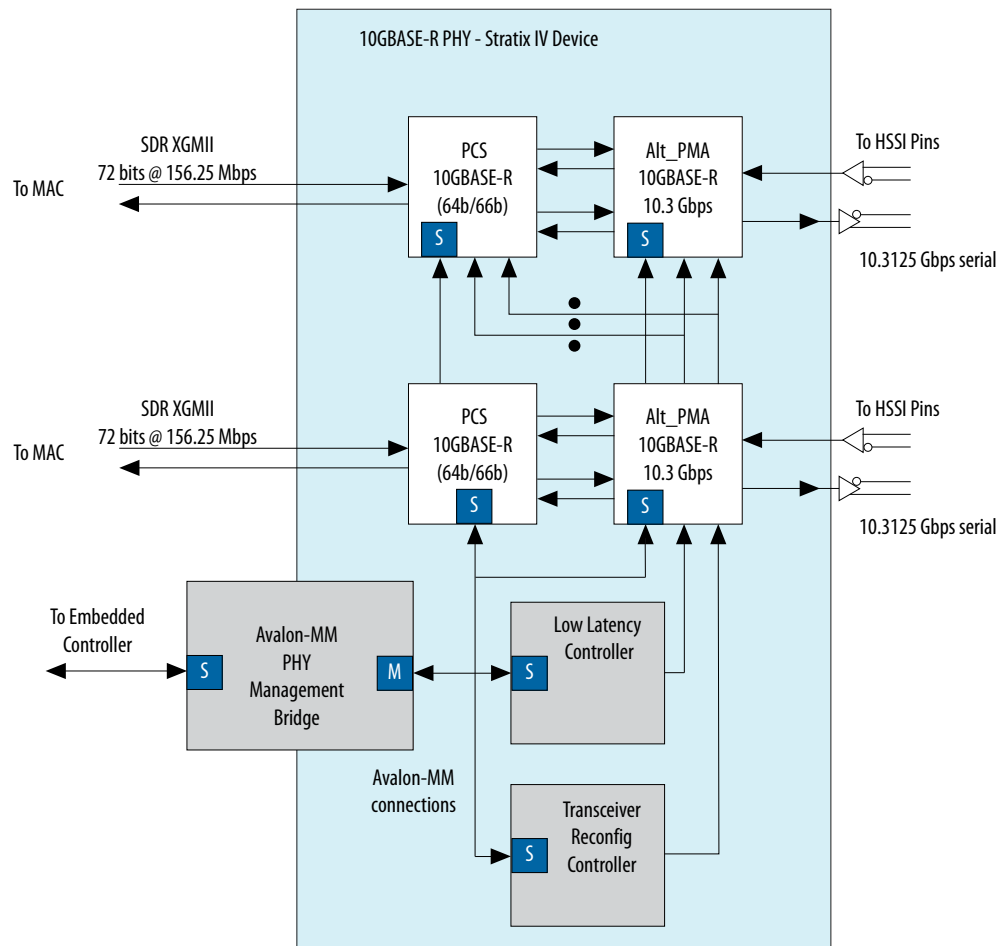 10GBASE-R PHY - Stratix IV Device
SDR XGMII
72 bits @ 156.25 Mbps
To MAC
PCS
10GBASE-R
(64b/66b)
S
Alt_PMA
10GBASE-R
10.3 Gbps
S
To HSSI Pins
10.3125 Gbps serial
SDR XGMII
72 bits @ 156.25 Mbps
To MAC
PCS
10GBASE-R
(64b/66b)
S
Alt_PMA
10GBASE-R
10.3 Gbps
S
To HSSI Pins
10.3125 Gbps serial
To Embedded
Controller
S
Avalon-MM
PHY
Management
Bridge
M
Low Latency
Controller
S
Avalon-MM
connections
Transceiver
Reconfig
Controller
S